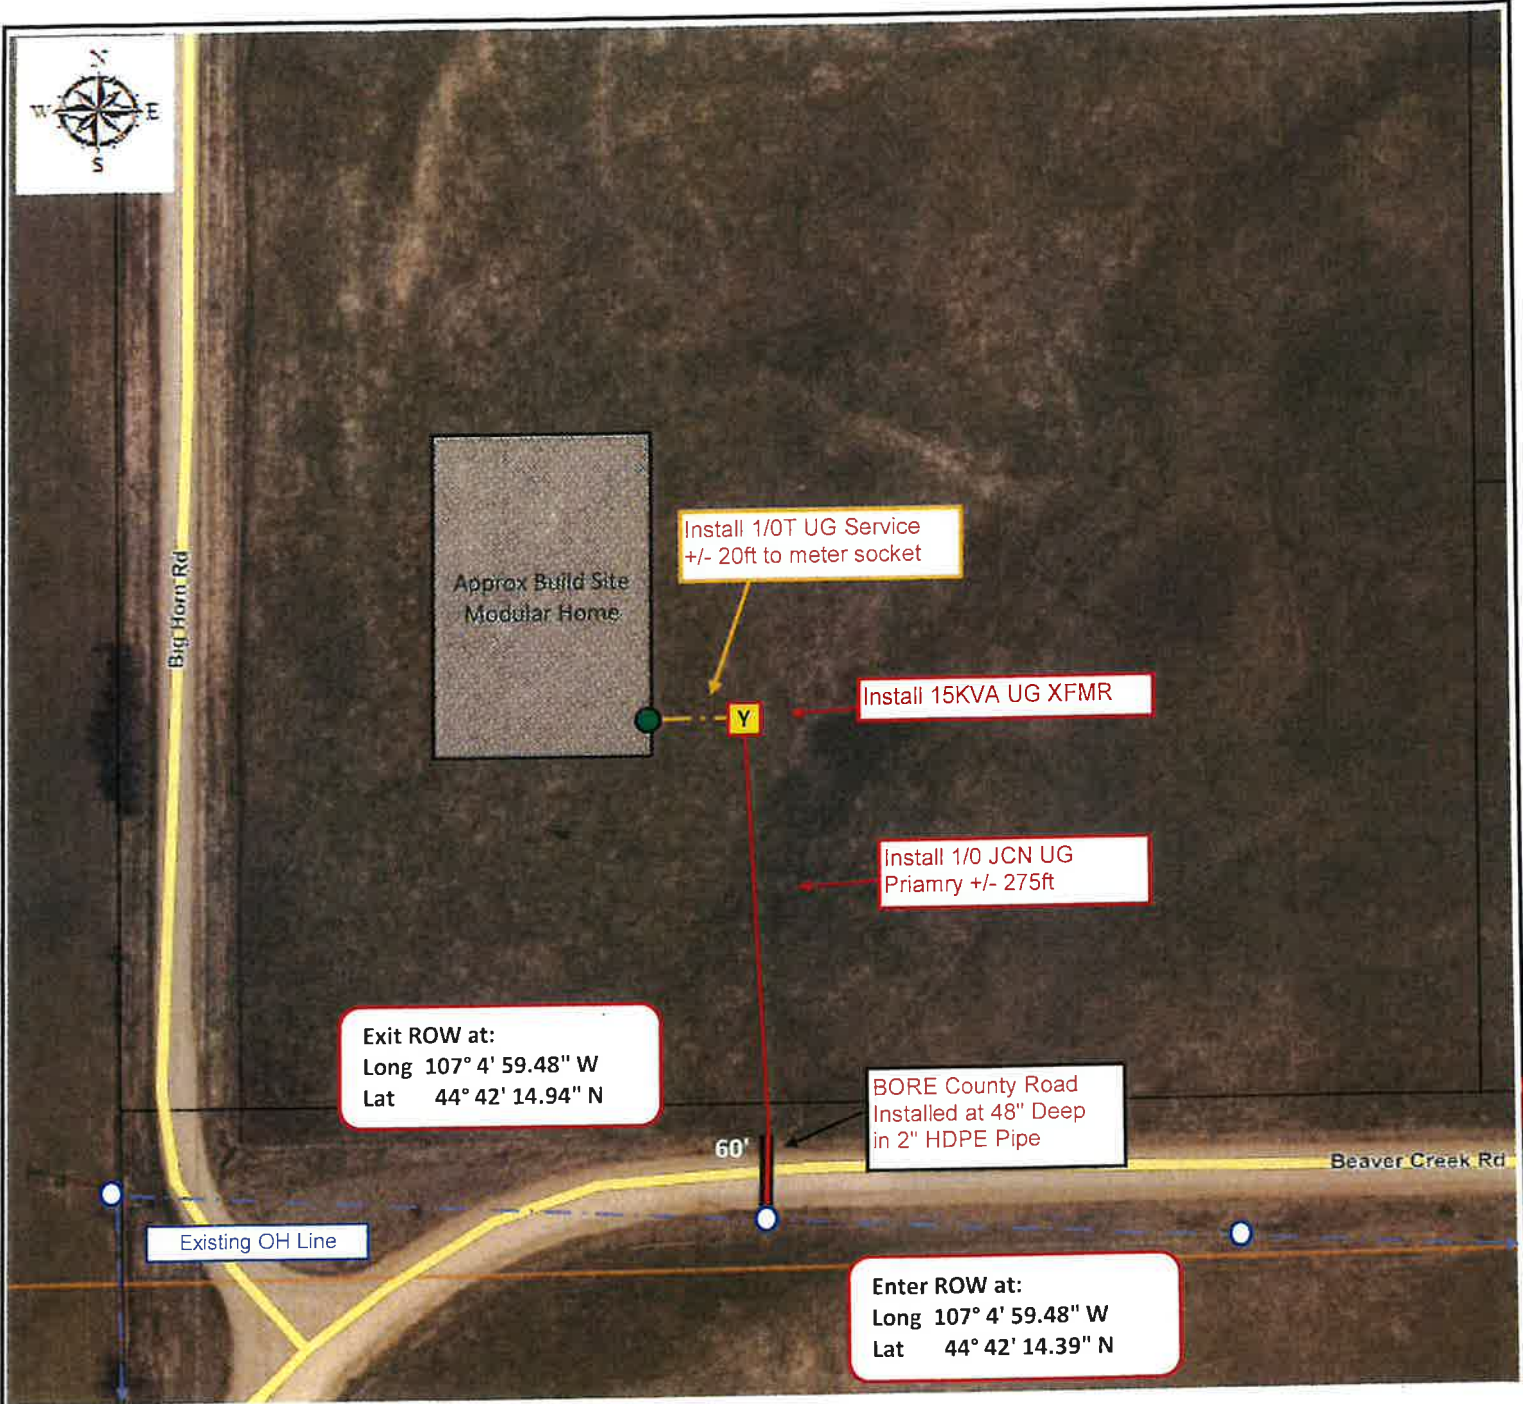 N
W E
S
Big Horn Rd
Approx Build Site
Modular Home
Install 1/0T UG Service
+/- 20ft to meter socket
Y
Install 15KVA UG XFMR
Install 1/0 JCN UG
Priamry +/- 275ft
Exit ROW at:
Long 107° 4' 59.48" W
Lat 44° 42' 14.94" N
BORE County Road
Installed at 48" Deep
in 2" HDPE Pipe
60'
Beaver Creek Rd
Existing OH Line
Enter ROW at:
Long 107° 4' 59.48" W
Lat 44° 42' 14.39" N